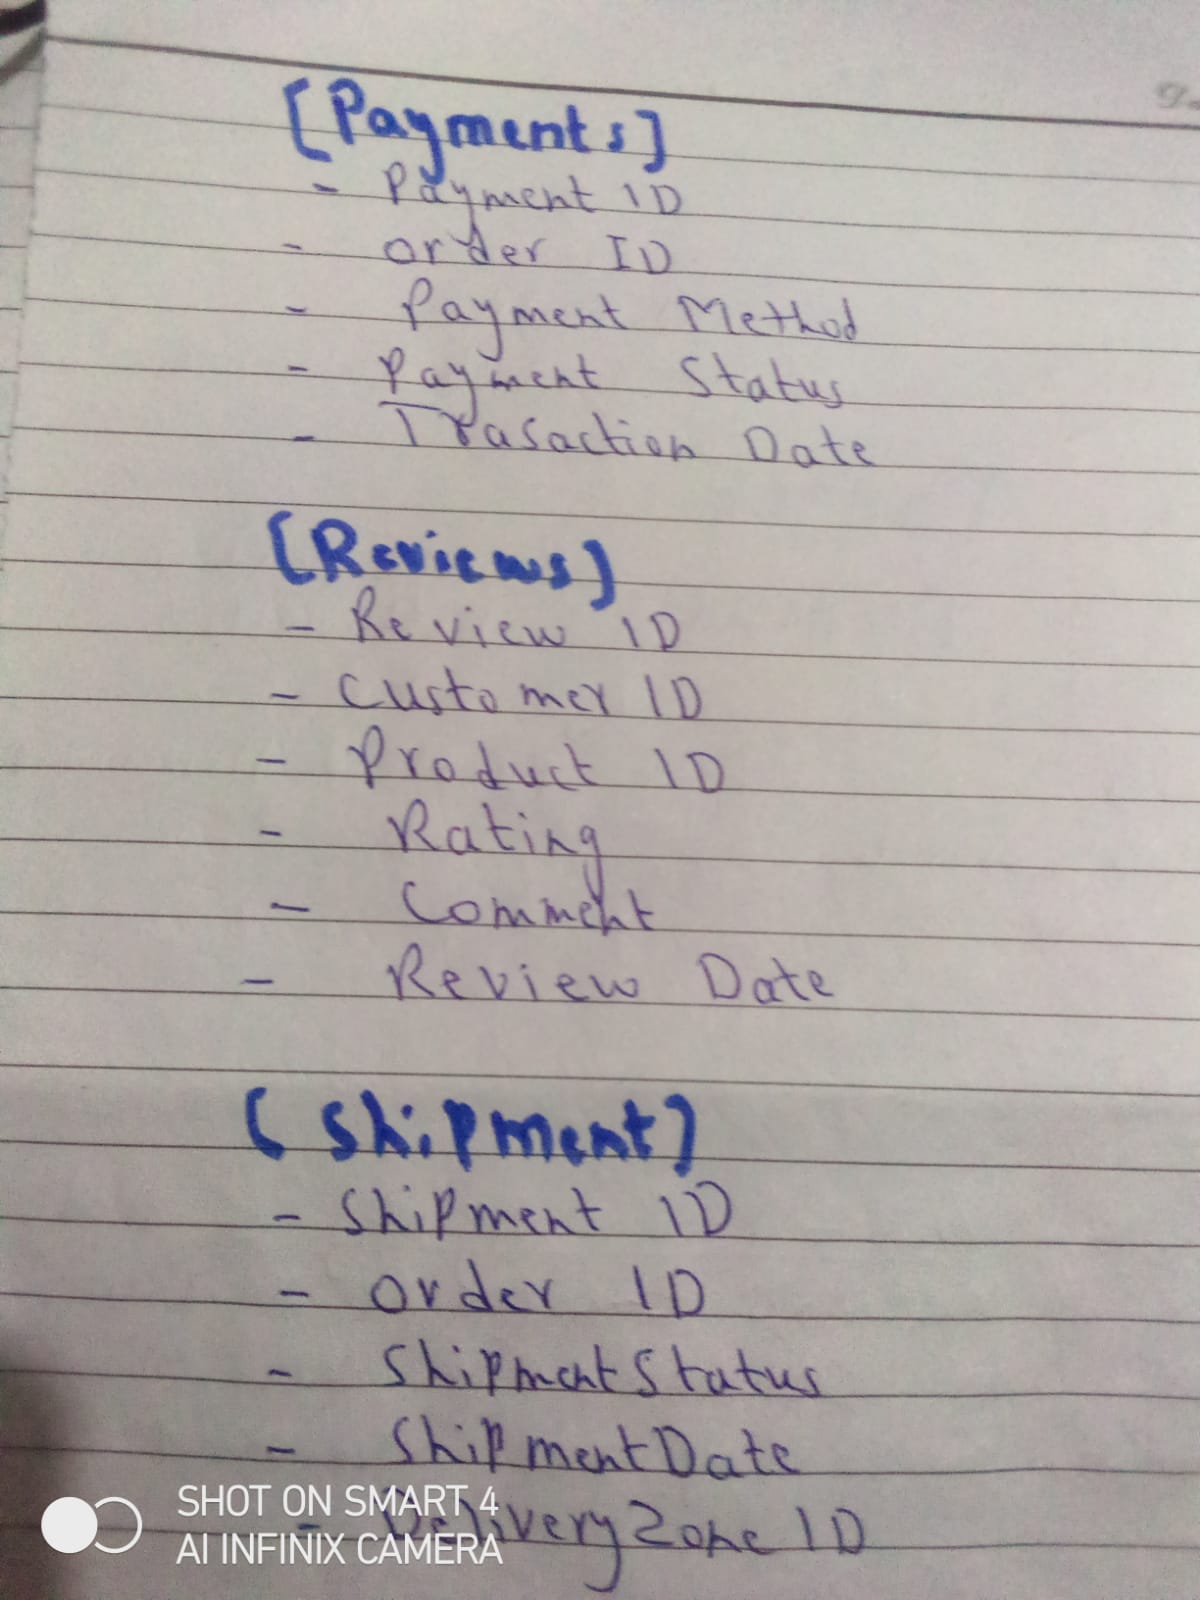 [Payments]
- Payment ID
- order ID
- Payment Method
- Payment Status
- Trasaction Date
[Reviews]
- Review ID
- Customer ID
- Product ID
- Rating
- Comment
- Review Date
[Shipment]
- Shipment ID
- Order ID
- ShipmentStatus
- ShipmentDate
- DeliveryZone ID
SHOT ON SMART 4
AI INFINIX CAMERA